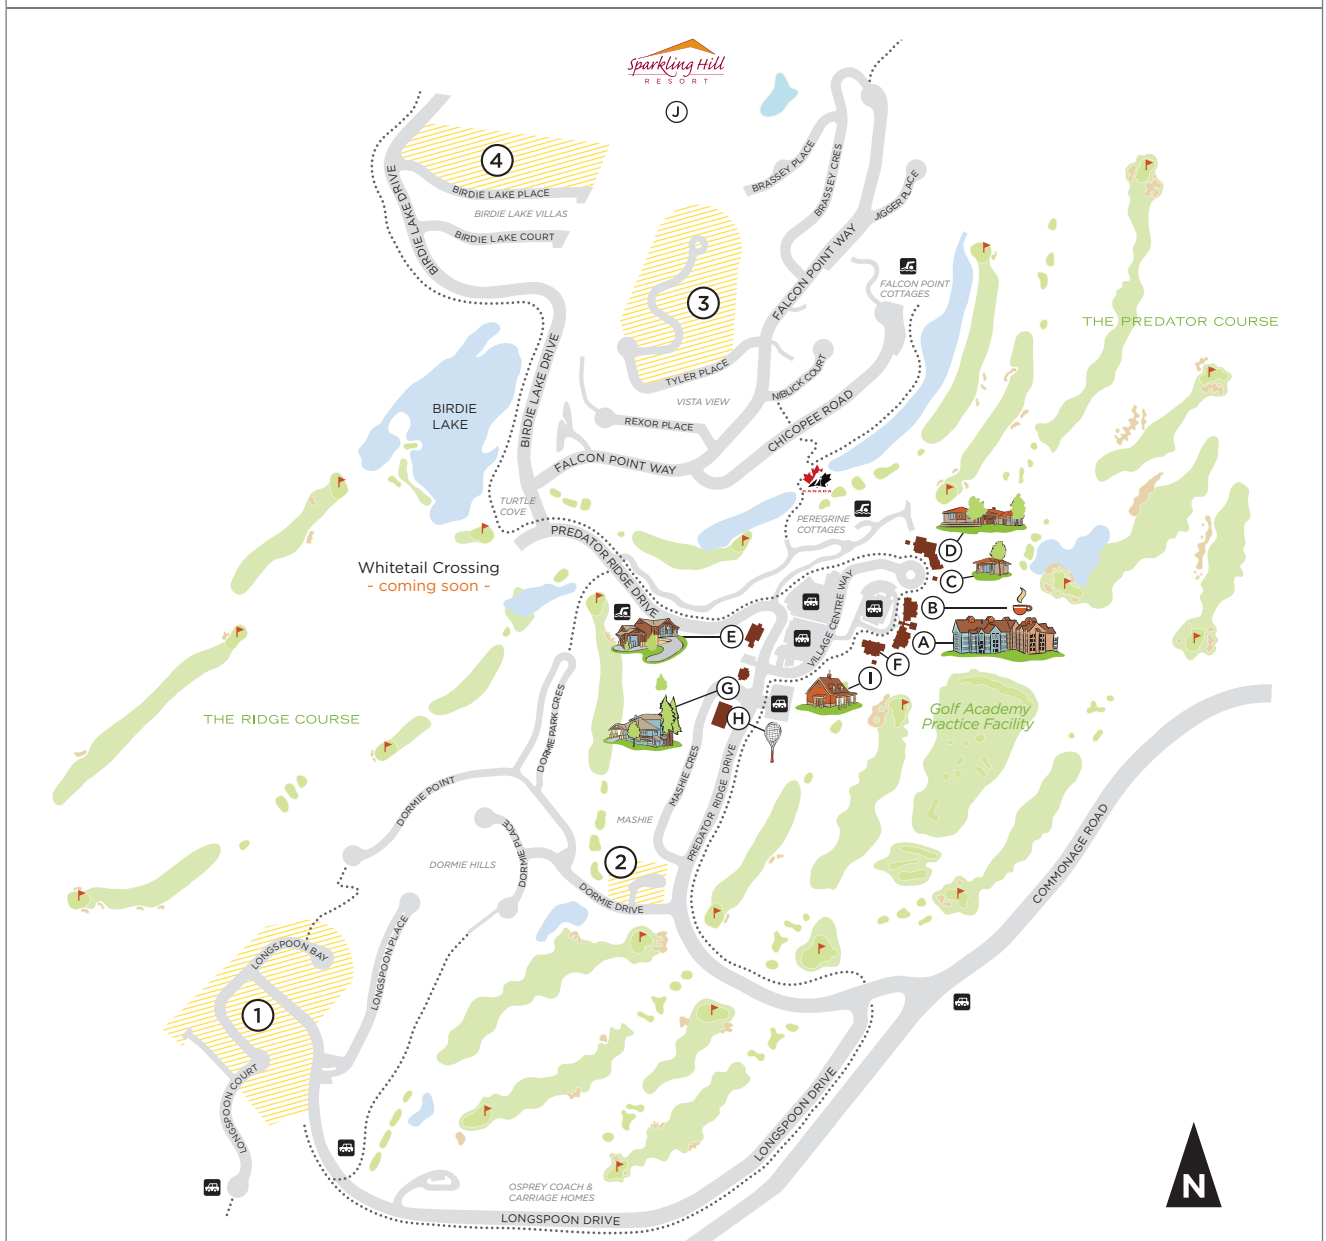 Sparkling Hill
RESORT
J
4
BIRDIE LAKE PLACE
BIRDIE LAKE VILLAS
BIRDIE LAKE COURT
BIRDIE LAKE DRIVE
BIRDIE LAKE DRIVE
BRASSEY PLACE
BRASSEY CRES
JIGGER PLACE
FALCON POINT WAY
FALCON POINT
COTTAGES
3
TYLER PLACE
VISTA VIEW
NIBLICK COURT
REXOR PLACE
CHICOPEE ROAD
FALCON POINT WAY
THE PREDATOR COURSE
BIRDIE
LAKE
TURTLE
COVE
CANADA
PEREGRINE
COTTAGES
PREDATOR RIDGE DRIVE
Whitetail Crossing
- coming soon -
D
C
B
A
F
I
E
G
H
VILLAGE CENTRE WAY
Golf Academy
Practice Facility
THE RIDGE COURSE
DORMIE PARK CRES
MASHIE CRES
PREDATOR RIDGE DRIVE
DORMIE POINT
MASHIE
DORMIE PLACE
DORMIE HILLS
2
DORMIE DRIVE
COMMONAGE ROAD
LONGSPOON BAY
LONGSPOON PLACE
1
LONGSPOON COURT
LONGSPOON DRIVE
OSPREY COACH &
CARRIAGE HOMES
LONGSPOON DRIVE
N